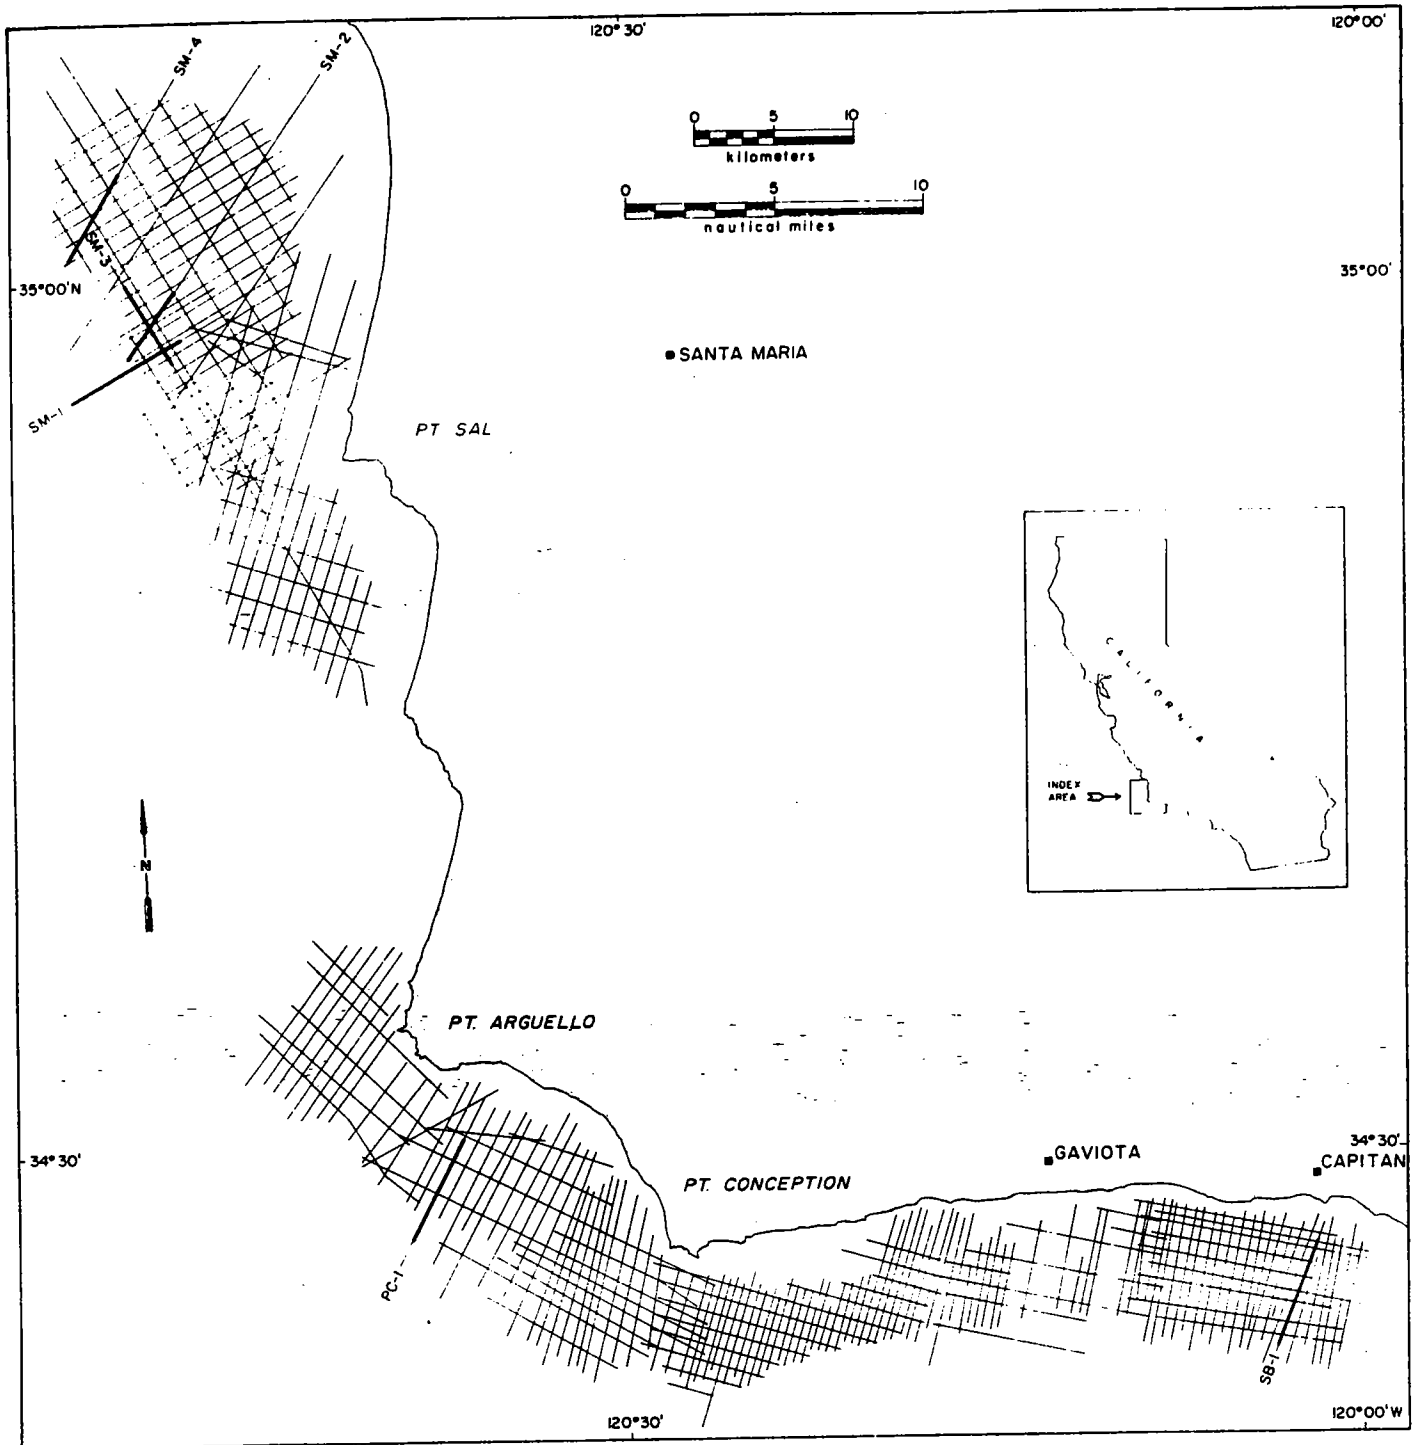 120°30'
120°00'
SM-4
SM-2
0 5 10
kilometers
0 5 10
nautical miles
SM-3
35°00'N
35°00'
SANTA MARIA
SM-1
PT SAL
CALIFORNIA
INDEX
AREA
N
PT. ARGUELLO
34°30'
34°30'
GAVIOTA
CAPITAN
PT. CONCEPTION
PC-1
SB-1
120°30'
120°00'W